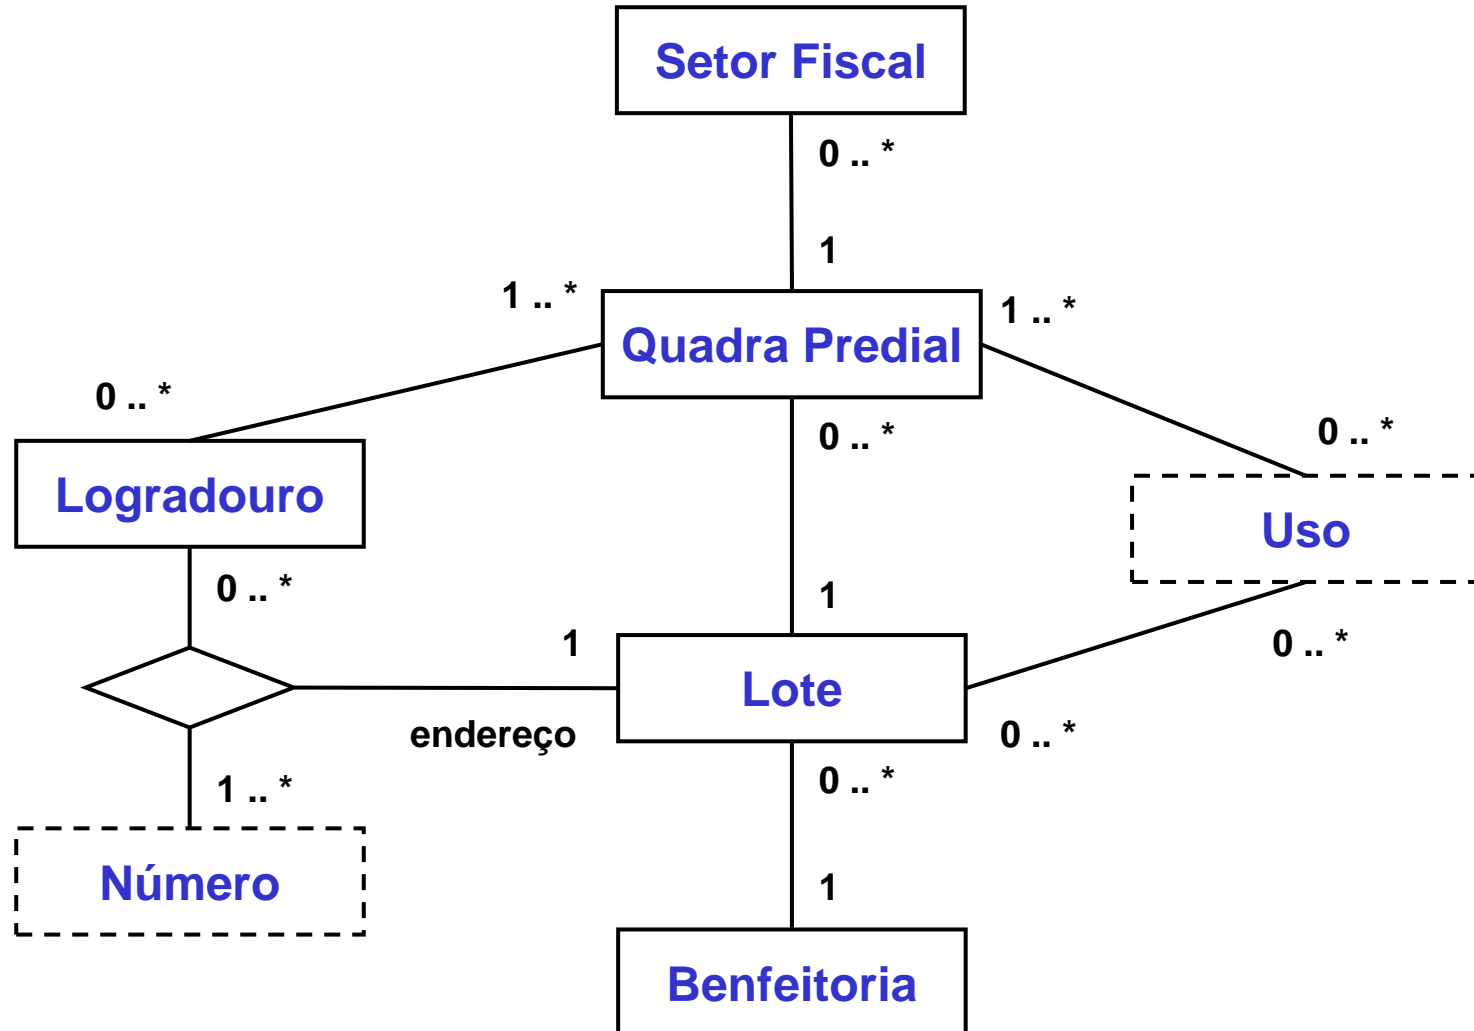 Setor Fiscal
0 .. *
1
1 .. *
Quadra Predial
1 .. *
0 .. *
0 .. *
0 .. *
Logradouro
Uso
0 .. *
1
1
0 .. *
Lote
endereço
0 .. *
1 .. *
0 .. *
Número
1
Benfeitoria